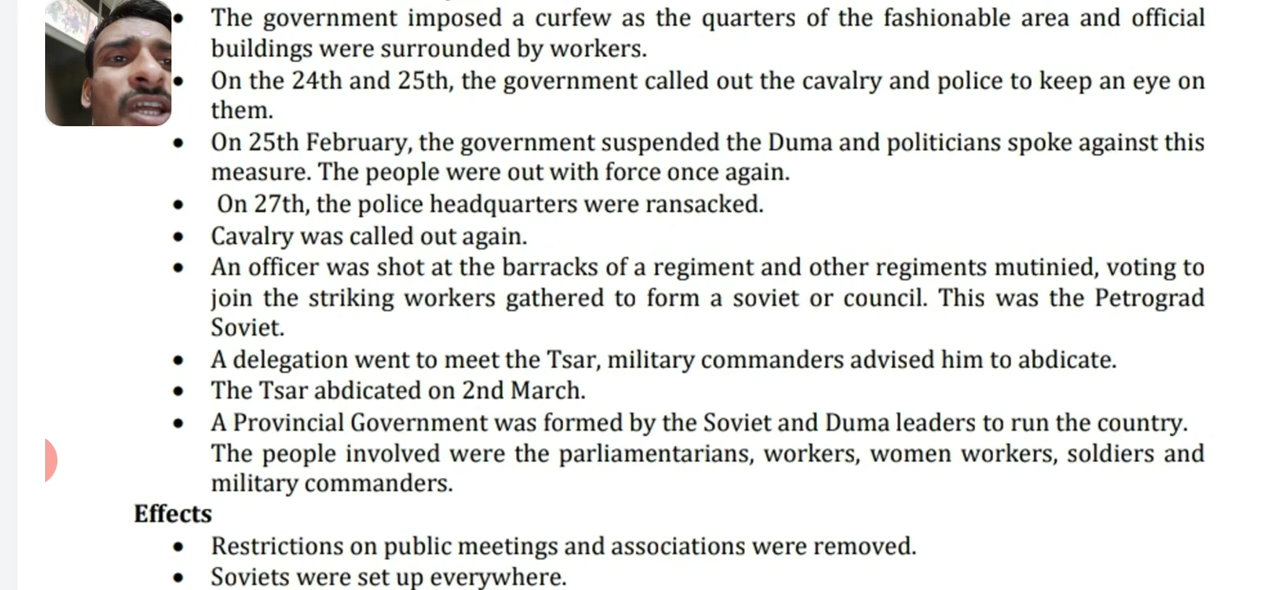 • The government imposed a curfew as the quarters of the fashionable area and official
buildings were surrounded by workers.
• On the 24th and 25th, the government called out the cavalry and police to keep an eye on
them.
• On 25th February, the government suspended the Duma and politicians spoke against this
measure. The people were out with force once again.
• On 27th, the police headquarters were ransacked.
• Cavalry was called out again.
• An officer was shot at the barracks of a regiment and other regiments mutinied, voting to
join the striking workers gathered to form a soviet or council. This was the Petrograd
Soviet.
• A delegation went to meet the Tsar, military commanders advised him to abdicate.
• The Tsar abdicated on 2nd March.
• A Provincial Government was formed by the Soviet and Duma leaders to run the country.
The people involved were the parliamentarians, workers, women workers, soldiers and
military commanders.
Effects
• Restrictions on public meetings and associations were removed.
• Soviets were set up everywhere.